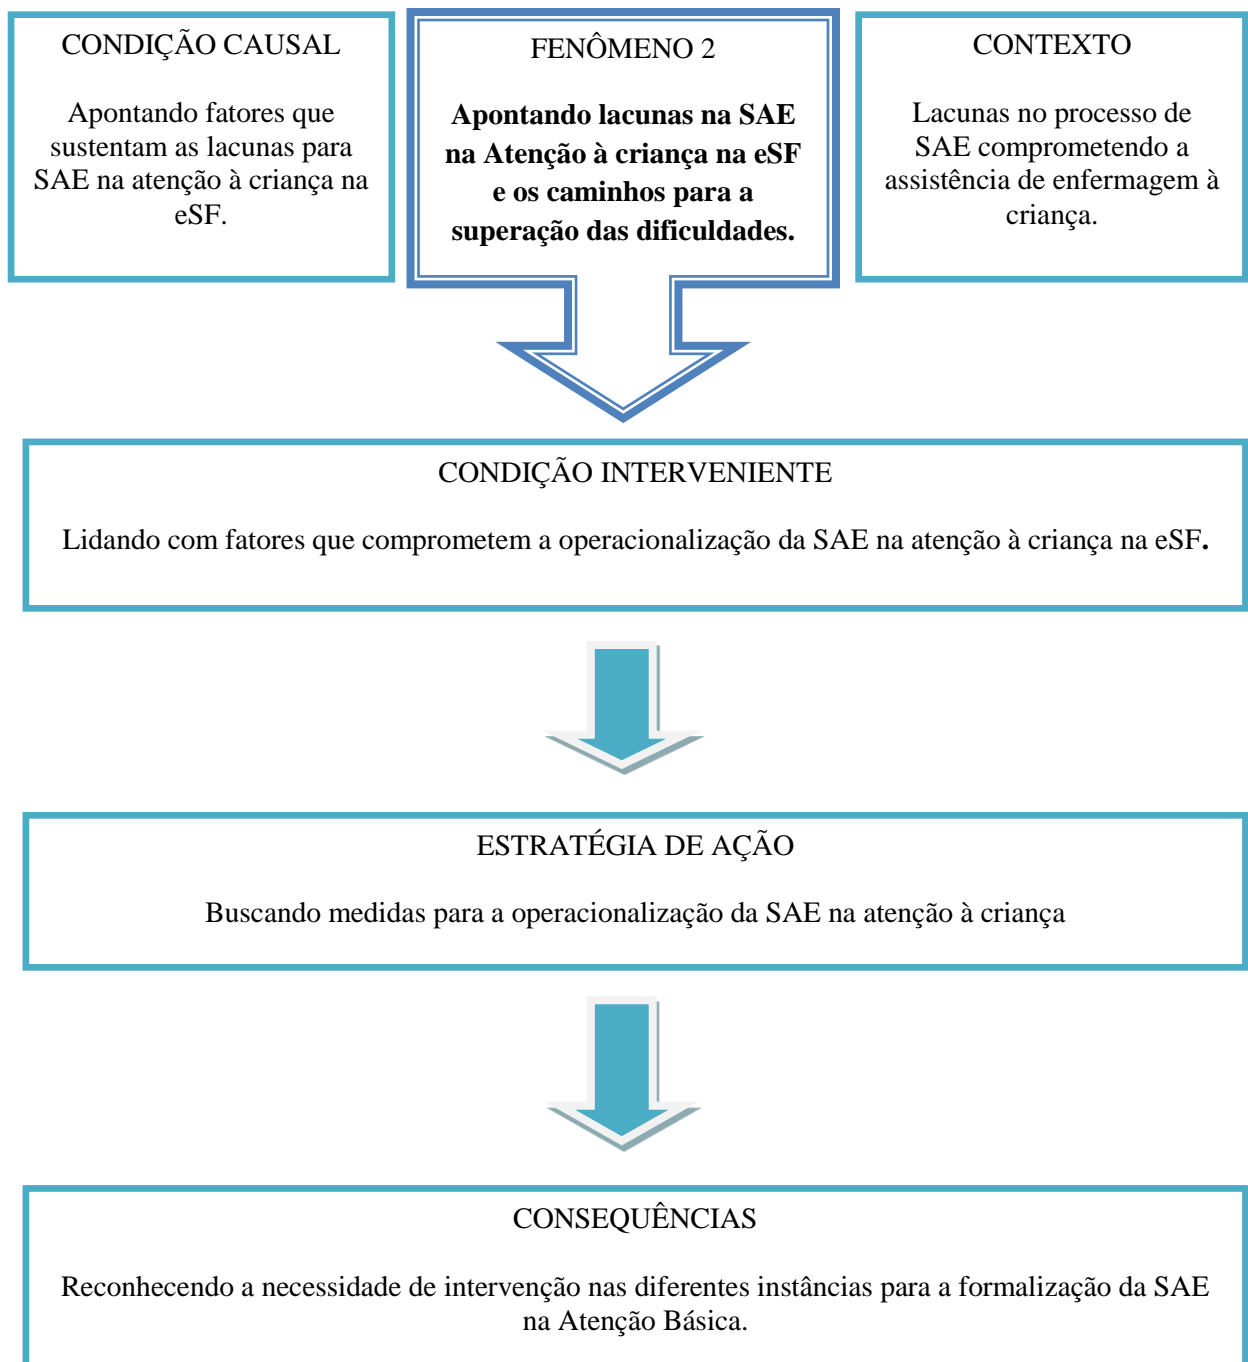 CONDIÇÃO CAUSAL
Apontando fatores que
sustentam as lacunas para
SAE na atenção à criança na
eSF.
FENÔMENO 2
Apontando lacunas na SAE
na Atenção à criança na eSF
e os caminhos para a
superação das dificuldades.
CONTEXTO
Lacunas no processo de
SAE comprometendo a
assistência de enfermagem à
criança.
CONDIÇÃO INTERVENIENTE
Lidando com fatores que comprometem a operacionalização da SAE na atenção à criança na eSF.
ESTRATÉGIA DE AÇÃO
Buscando medidas para a operacionalização da SAE na atenção à criança
CONSEQUÊNCIAS
Reconhecendo a necessidade de intervenção nas diferentes instâncias para a formalização da SAE
na Atenção Básica.